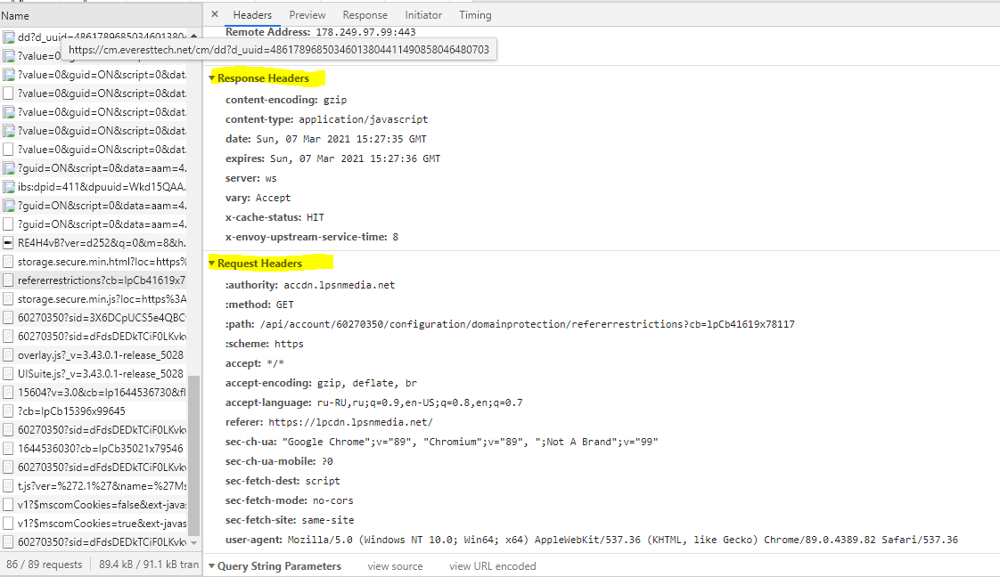 Name
× Headers Preview Response Initiator Timing
Remote Address: 178.249.97.99:443
dd?d_uuid=4861789685034601380441
https://cm.everesttech.net/cm/dd?d_uuid=48617896850346013804411490858046480703
?value=0
?value=0&guid=ON&script=0&dat.
?value=0&guid=ON&script=0&dat.
?value=0&guid=ON&script=0&dat.
?value=0&guid=ON&script=0&dat.
?value=0&guid=ON&script=0&dat.
?guid=ON&script=0&data=aam=4.
ibs:dpid=411&dpuuid=Wkd15QAA.
?guid=ON&script=0&data=aam=4.
?guid=ON&script=0&data=aam=4.
RE4H4vB?ver=d252&q=0&m=8&h.
storage.secure.min.html?loc=https%
refererrestrictions?cb=lpCb41619x7
storage.secure.min.js?loc=https%3A
60270350?sid=3X6DCpUCS5e4QBC
60270350?sid=dFdsDEDkTCiF0LKvk
overlay.js?_v=3.43.0.1-release_5028
UISuite.js?_v=3.43.0.1-release_5028
15604?v=3.0&cb=lp1644536730&fl
?cb=lpCb15396x99645
60270350?sid=dFdsDEDkTCiF0LKvk
1644536030?cb=lpCb35021x79546
60270350?sid=dFdsDEDkTCiF0LKvk
t.js?ver=%272.1%27&name=%27Ms
v1?$mscomCookies=false&ext-javas
v1?$mscomCookies=true&ext-javas
60270350?sid=dFdsDEDkTCiF0LKvk
86 / 89 requests 89.4 kB / 91.1 kB tran
Response Headers
content-encoding: gzip
content-type: application/javascript
date: Sun, 07 Mar 2021 15:27:35 GMT
expires: Sun, 07 Mar 2021 15:27:36 GMT
server: ws
vary: Accept
x-cache-status: HIT
x-envoy-upstream-service-time: 8
Request Headers
:authority: accdn.lpsnmedia.net
:method: GET
:path: /api/account/60270350/configuration/domainprotection/refererrestrictions?cb=lpCb41619x78117
:scheme: https
accept: */*
accept-encoding: gzip, deflate, br
accept-language: ru-RU,ru;q=0.9,en-US;q=0.8,en;q=0.7
referer: https://lpcdn.lpsnmedia.net/
sec-ch-ua: "Google Chrome";v="89", "Chromium";v="89", ";Not A Brand";v="99"
sec-ch-ua-mobile: ?0
sec-fetch-dest: script
sec-fetch-mode: no-cors
sec-fetch-site: same-site
user-agent: Mozilla/5.0 (Windows NT 10.0; Win64; x64) AppleWebKit/537.36 (KHTML, like Gecko) Chrome/89.0.4389.82 Safari/537.36
Query String Parameters view source view URL encoded